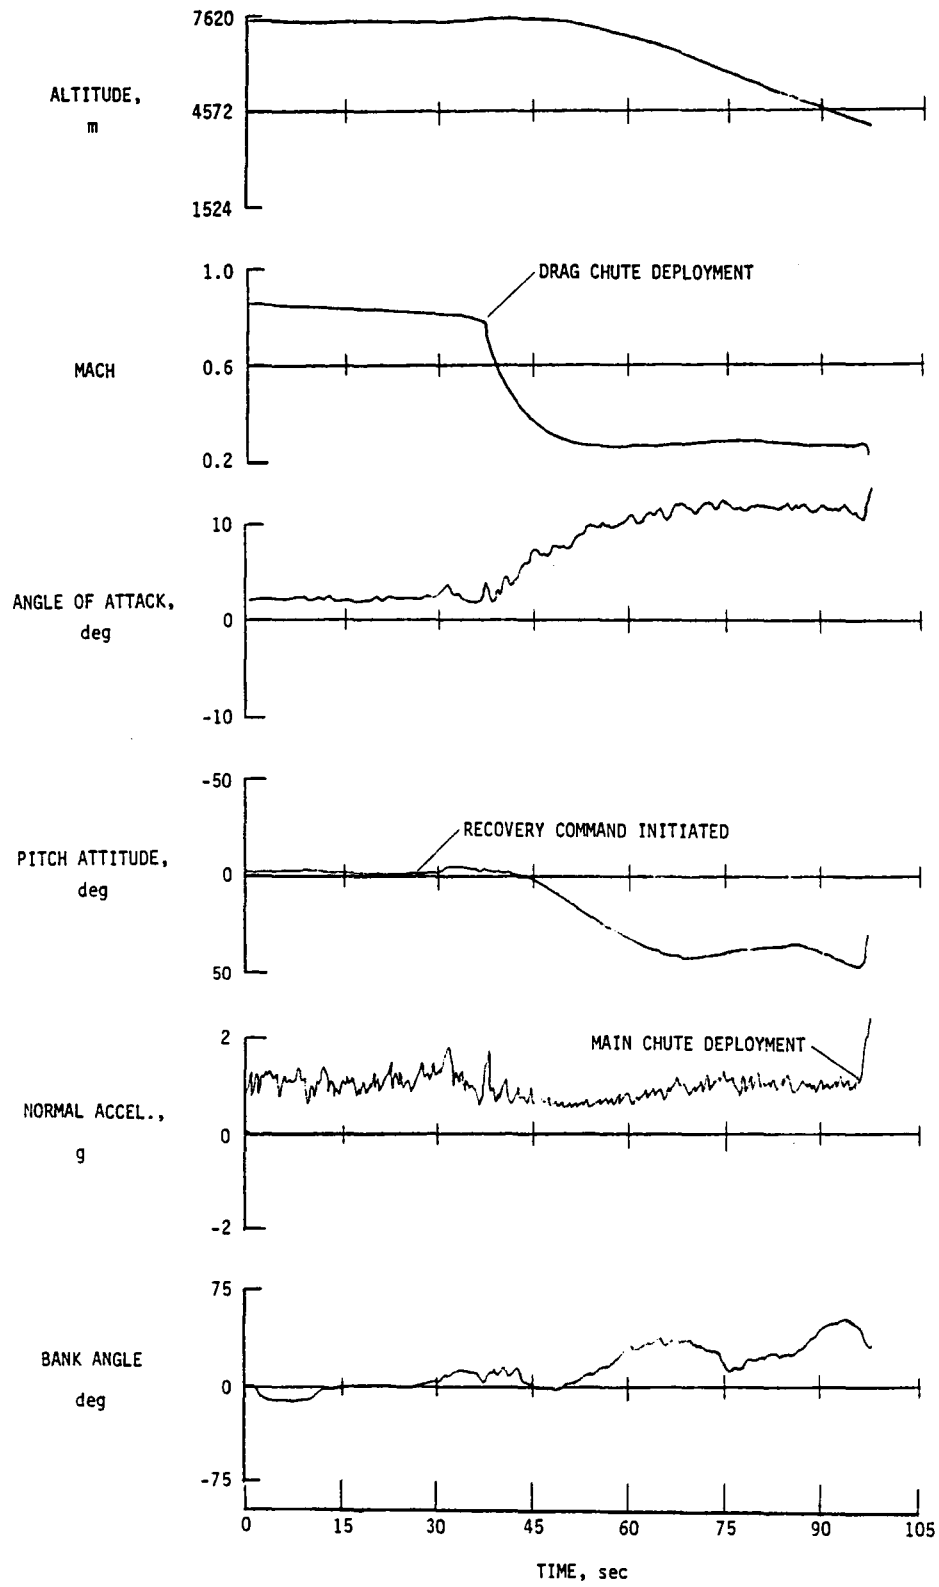 7620
ALTITUDE,
m
4572
1524
1.0
DRAG CHUTE DEPLOYMENT
MACH
0.6
0.2
10
ANGLE OF ATTACK,
deg
0
-10
-50
RECOVERY COMMAND INITIATED
PITCH ATTITUDE,
deg
0
50
2
MAIN CHUTE DEPLOYMENT
NORMAL ACCEL.,
g
0
-2
75
BANK ANGLE
deg
0
-75
0 15 30 45 60 75 90 105
TIME, sec